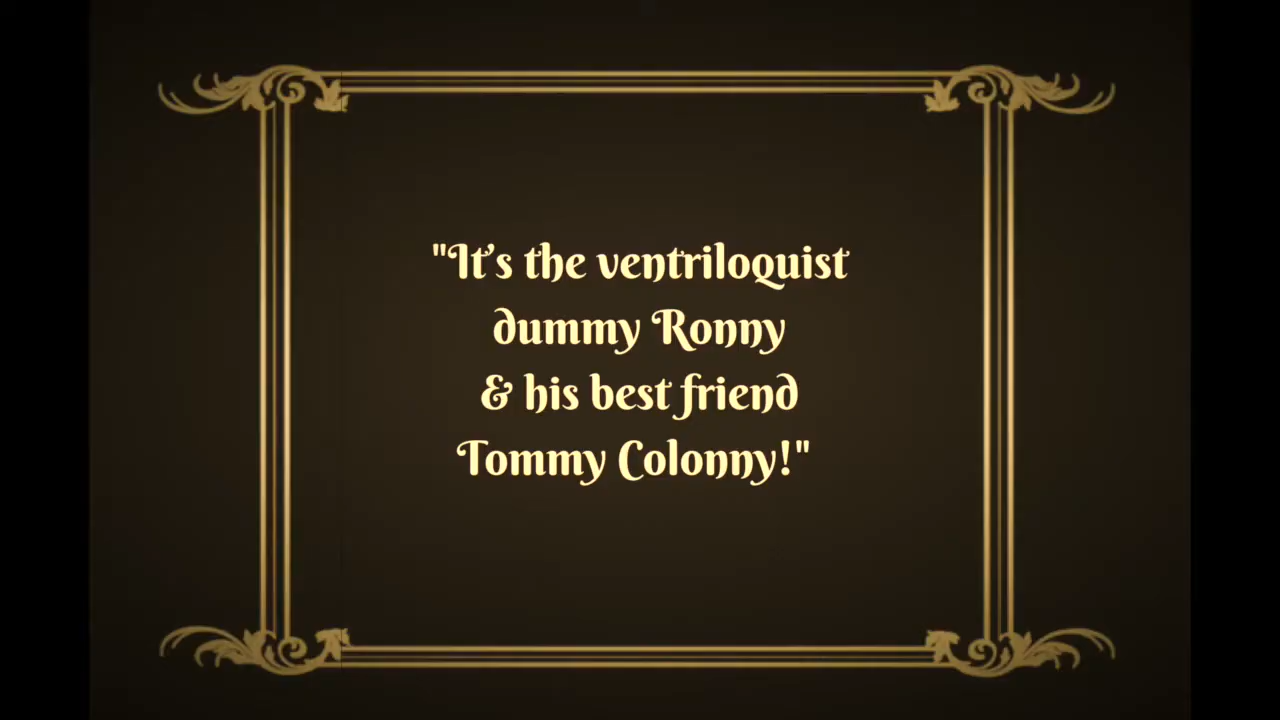 "It's the ventriloquist
dummy Ronny
& his best friend
Tommy Colonny!"